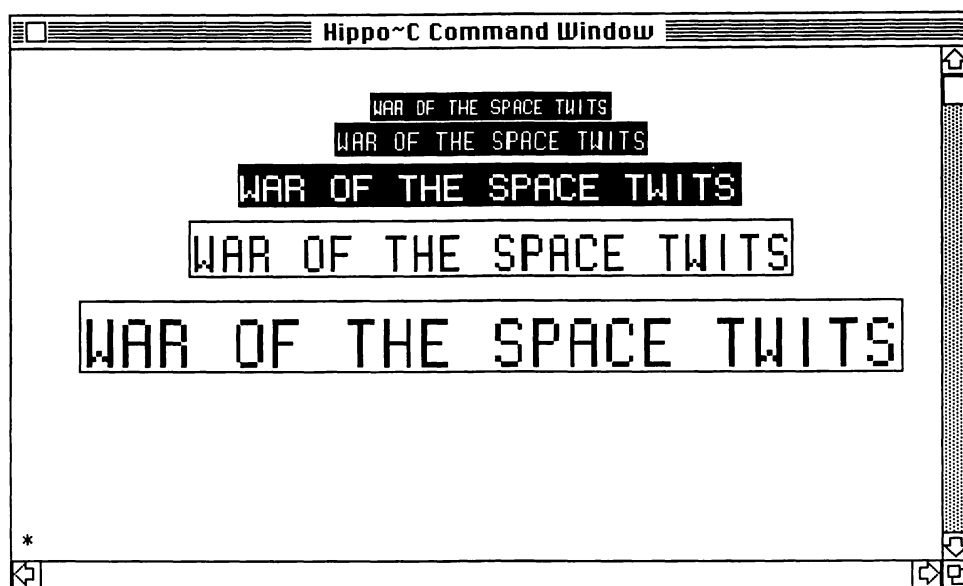 Hippo~C Command Window
WAR OF THE SPACE TWITS
WAR OF THE SPACE TWITS
WAR OF THE SPACE TWITS
WAR OF THE SPACE TWITS
WAR OF THE SPACE TWITS
*